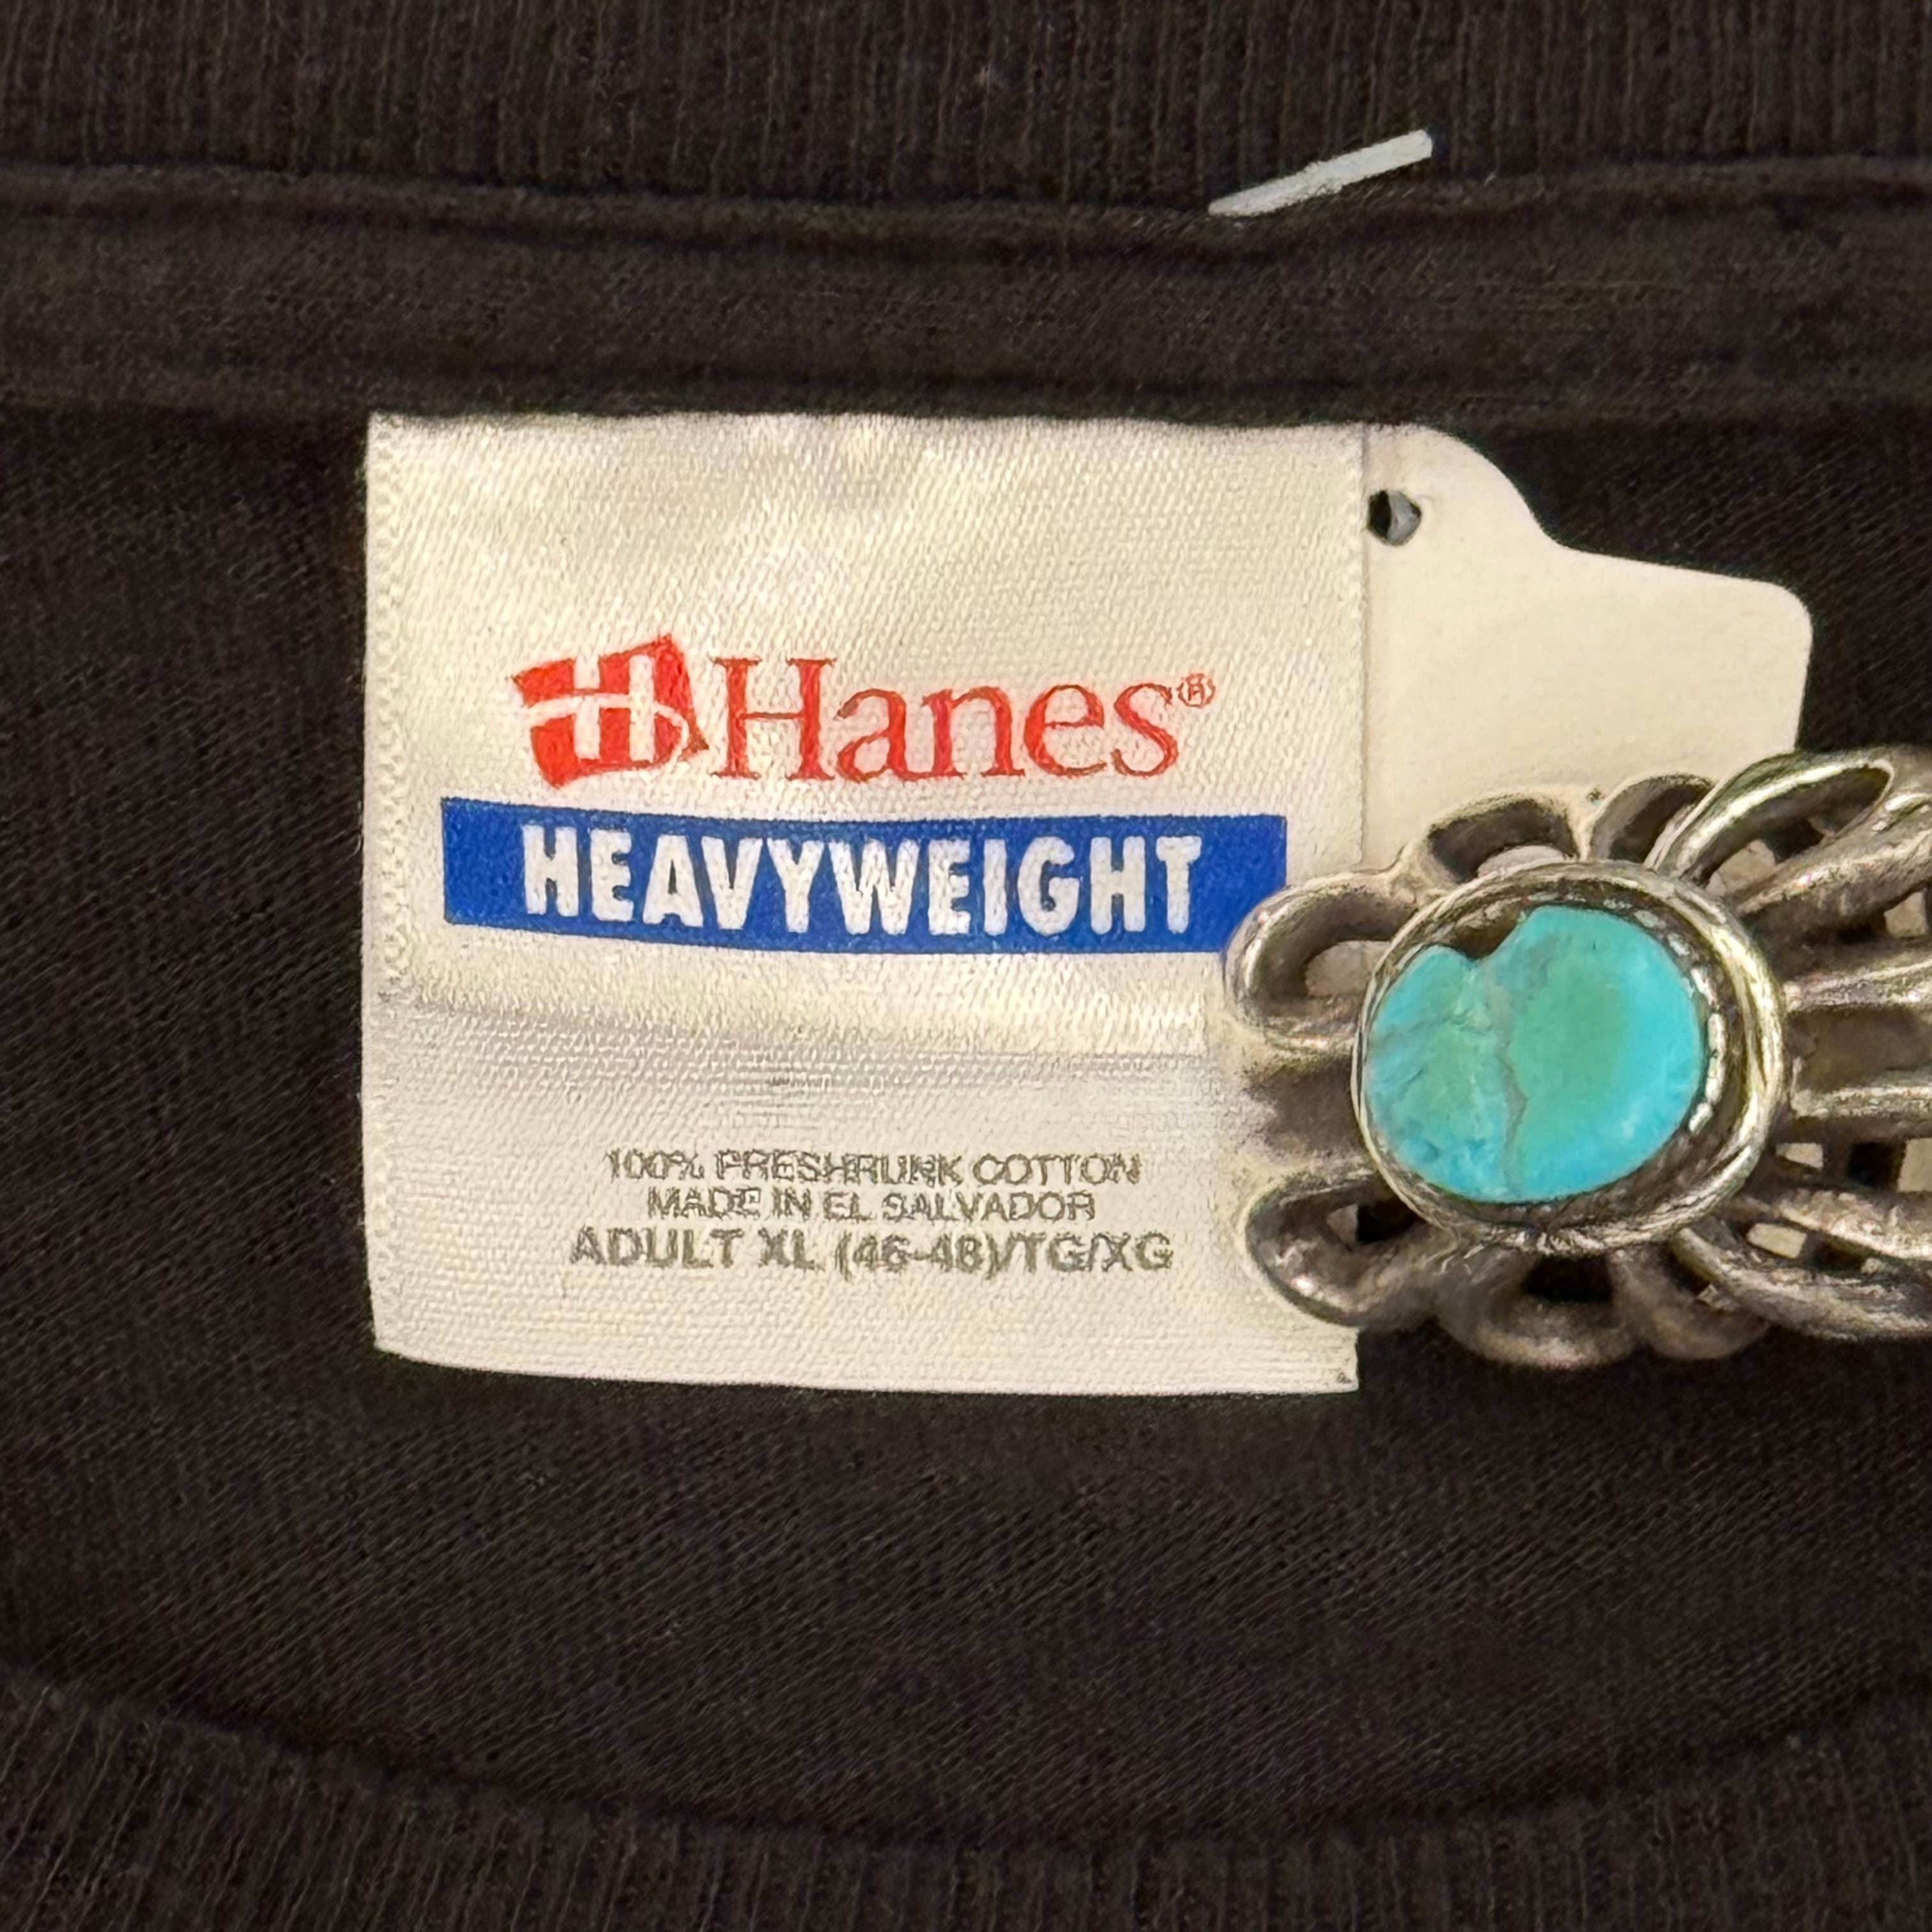 Hanes®
HEAVYWEIGHT
100% PRESHRUNK COTTON
MADE IN EL SALVADOR
ADULT XL (46-48)/TG/XG